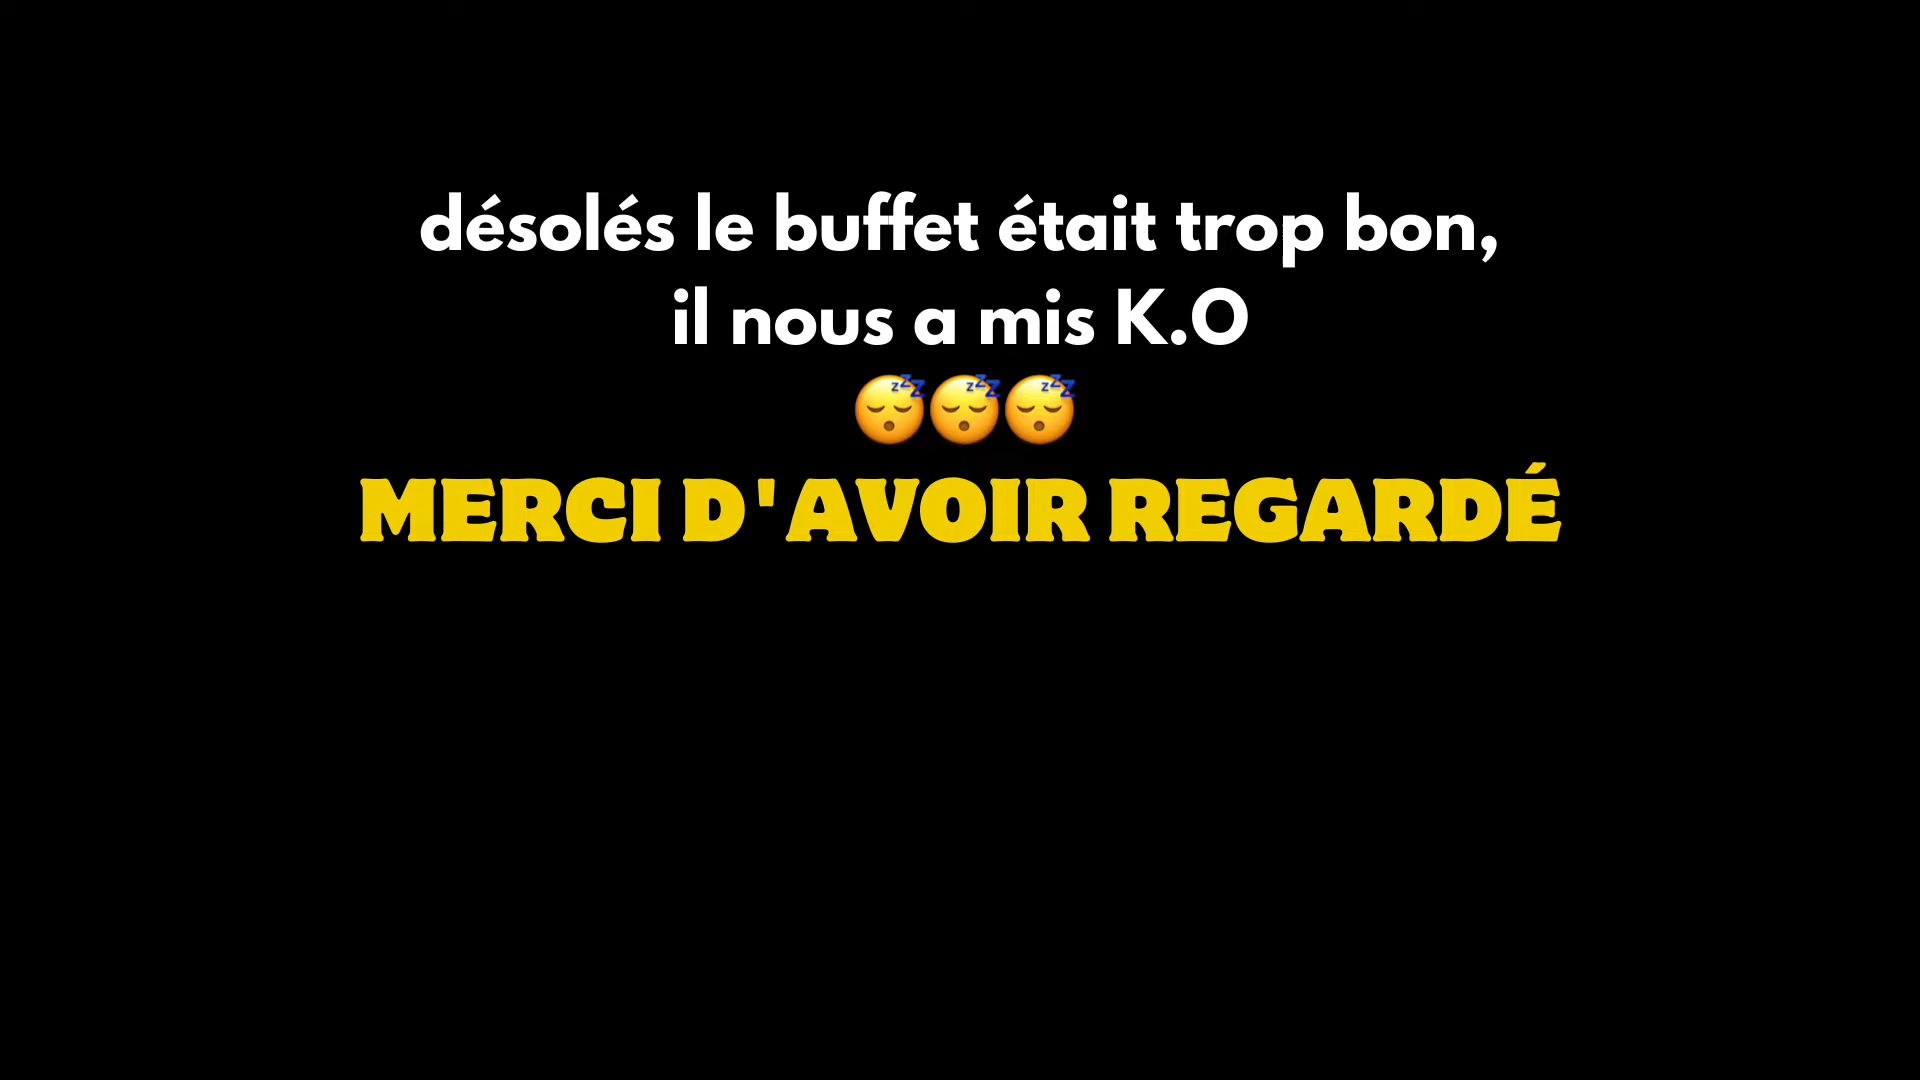 désolés le buffet était trop bon,
il nous a mis K.O
😴😴😴
MERCI D'AVOIR REGARDÉ